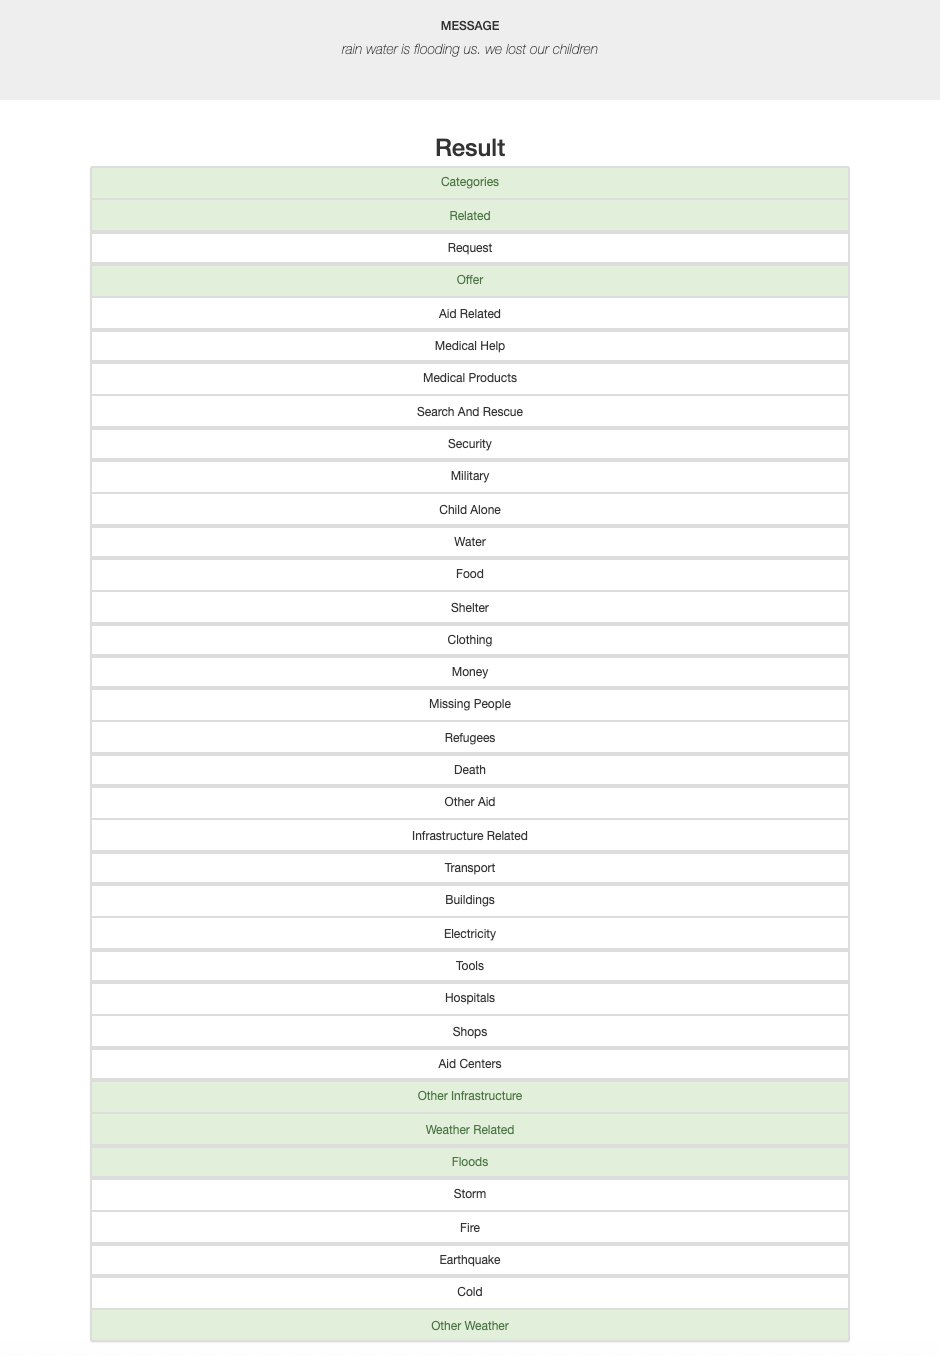 MESSAGE
rain water is flooding us. we lost our children
Result
Categories
Related
Request
Offer
Aid Related
Medical Help
Medical Products
Search And Rescue
Security
Military
Child Alone
Water
Food
Shelter
Clothing
Money
Missing People
Refugees
Death
Other Aid
Infrastructure Related
Transport
Buildings
Electricity
Tools
Hospitals
Shops
Aid Centers
Other Infrastructure
Weather Related
Floods
Storm
Fire
Earthquake
Cold
Other Weather